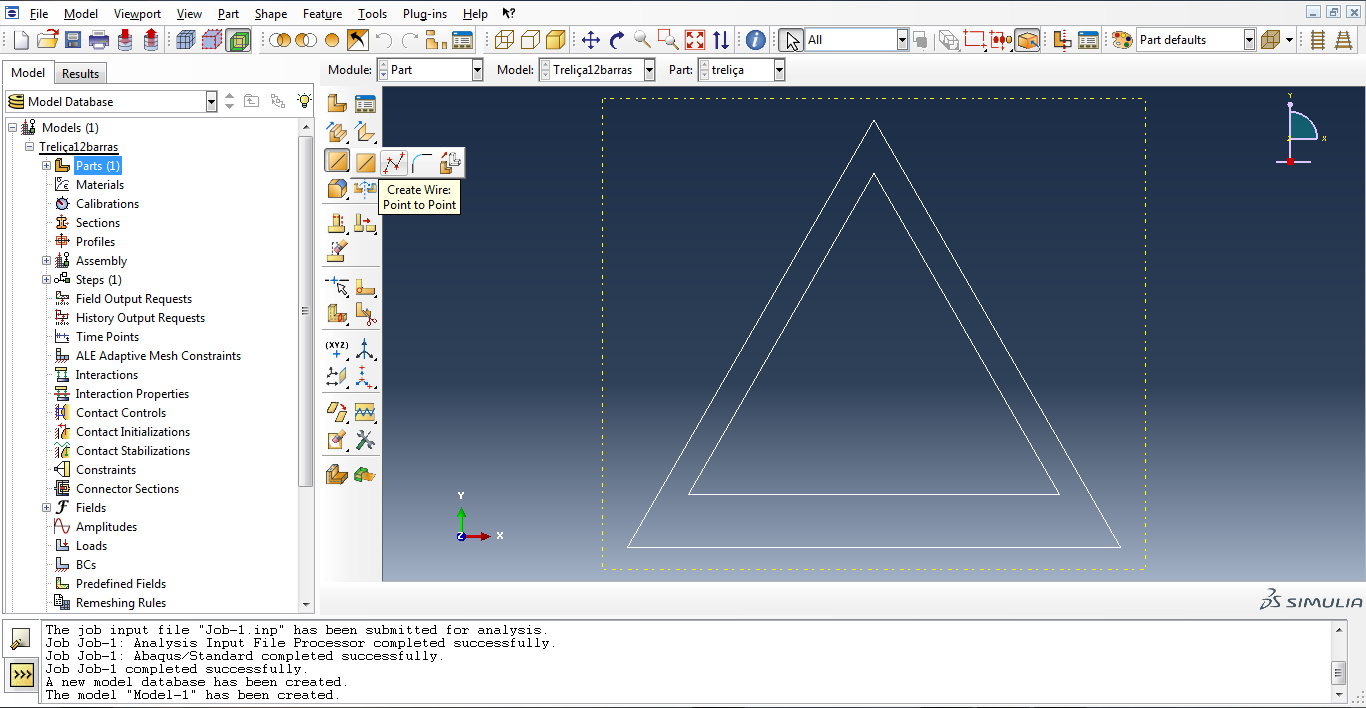 File Model Viewport View Part Shape Feature Tools Plug-ins Help
All
Part defaults
Model Results
Module: Part Model: Treliça12barras Part: treliça
Model Database
Models (1)
Treliça12barras
Parts (1)
Materials
Calibrations
Sections
Profiles
Assembly
Steps (1)
Field Output Requests
History Output Requests
Time Points
ALE Adaptive Mesh Constraints
Interactions
Interaction Properties
Contact Controls
Contact Initializations
Contact Stabilizations
Constraints
Connector Sections
Fields
Amplitudes
Loads
BCs
Predefined Fields
Remeshing Rules
Create Wire:
Point to Point
(XYZ)
Y
X
Z
Y
X
SIMULIA
The job input file "Job-1.inp" has been submitted for analysis.
Job Job-1: Analysis Input File Processor completed successfully.
Job Job-1: Abaqus/Standard completed successfully.
Job Job-1 completed successfully.
A new model database has been created.
The model "Model-1" has been created.